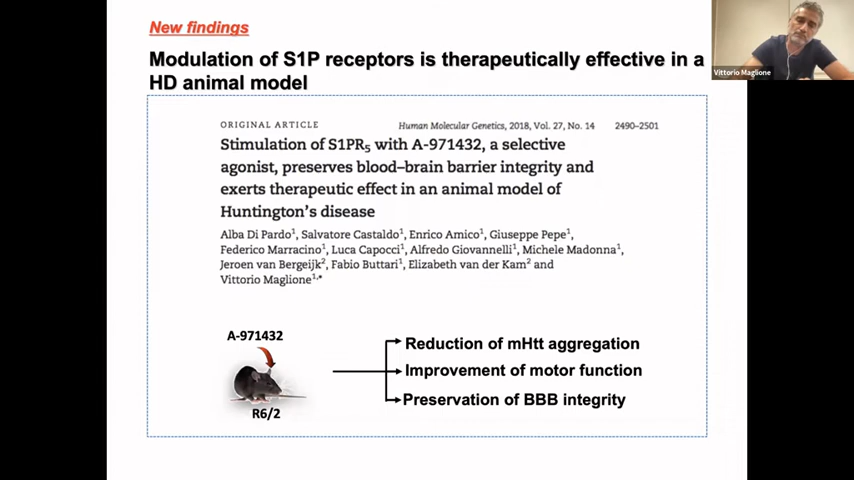 New findings
Modulation of S1P receptors is therapeutically effective in a
HD animal model
Vittorio Maglione
ORIGINAL ARTICLE
Human Molecular Genetics, 2018, Vol. 27, No. 14 2490–2501
Stimulation of S1PR5 with A-971432, a selective
agonist, preserves blood–brain barrier integrity and
exerts therapeutic effect in an animal model of
Huntington's disease
Alba Di Pardo1, Salvatore Castaldo1, Enrico Amico1, Giuseppe Pepe1,
Federico Marracino1, Luca Capocci1, Alfredo Giovannelli1, Michele Madonna1,
Jeroen van Bergeijk2, Fabio Buttari1, Elizabeth van der Kam2 and
Vittorio Maglione1,*
A-971432
R6/2
Reduction of mHtt aggregation
Improvement of motor function
Preservation of BBB integrity